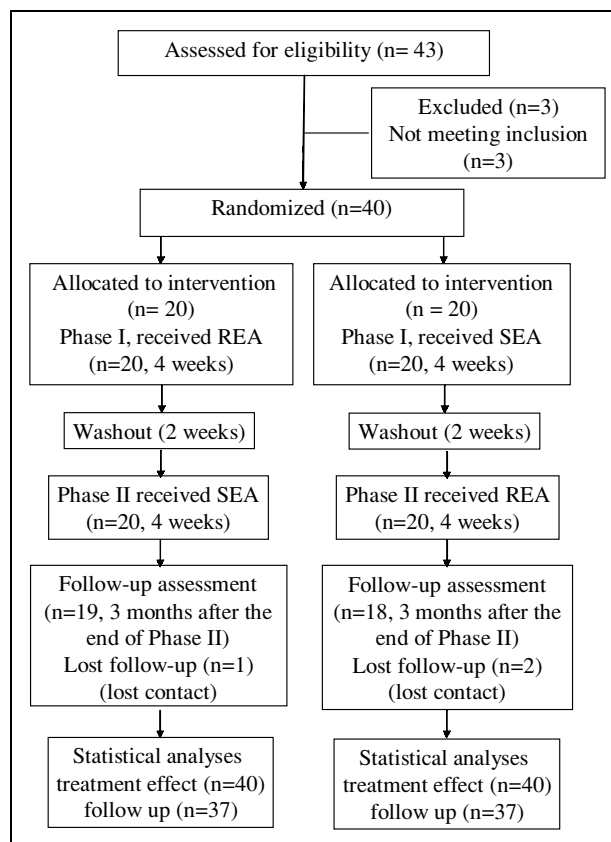 Assessed for eligibility (n= 43)
Excluded (n=3)
Not meeting inclusion
(n=3)
Randomized (n=40)
Allocated to intervention
(n= 20)
Phase I, received REA
(n=20, 4 weeks)
Allocated to intervention
(n = 20)
Phase I, received SEA
(n=20, 4 weeks)
Washout (2 weeks)
Washout (2 weeks)
Phase II received SEA
(n=20, 4 weeks)
Phase II received REA
(n=20, 4 weeks)
Follow-up assessment
(n=19, 3 months after the
end of Phase II)
Lost follow-up (n=1)
(lost contact)
Follow-up assessment
(n=18, 3 months after the
end of Phase II)
Lost follow-up (n=2)
(lost contact)
Statistical analyses
treatment effect (n=40)
follow up (n=37)
Statistical analyses
treatment effect (n=40)
follow up (n=37)